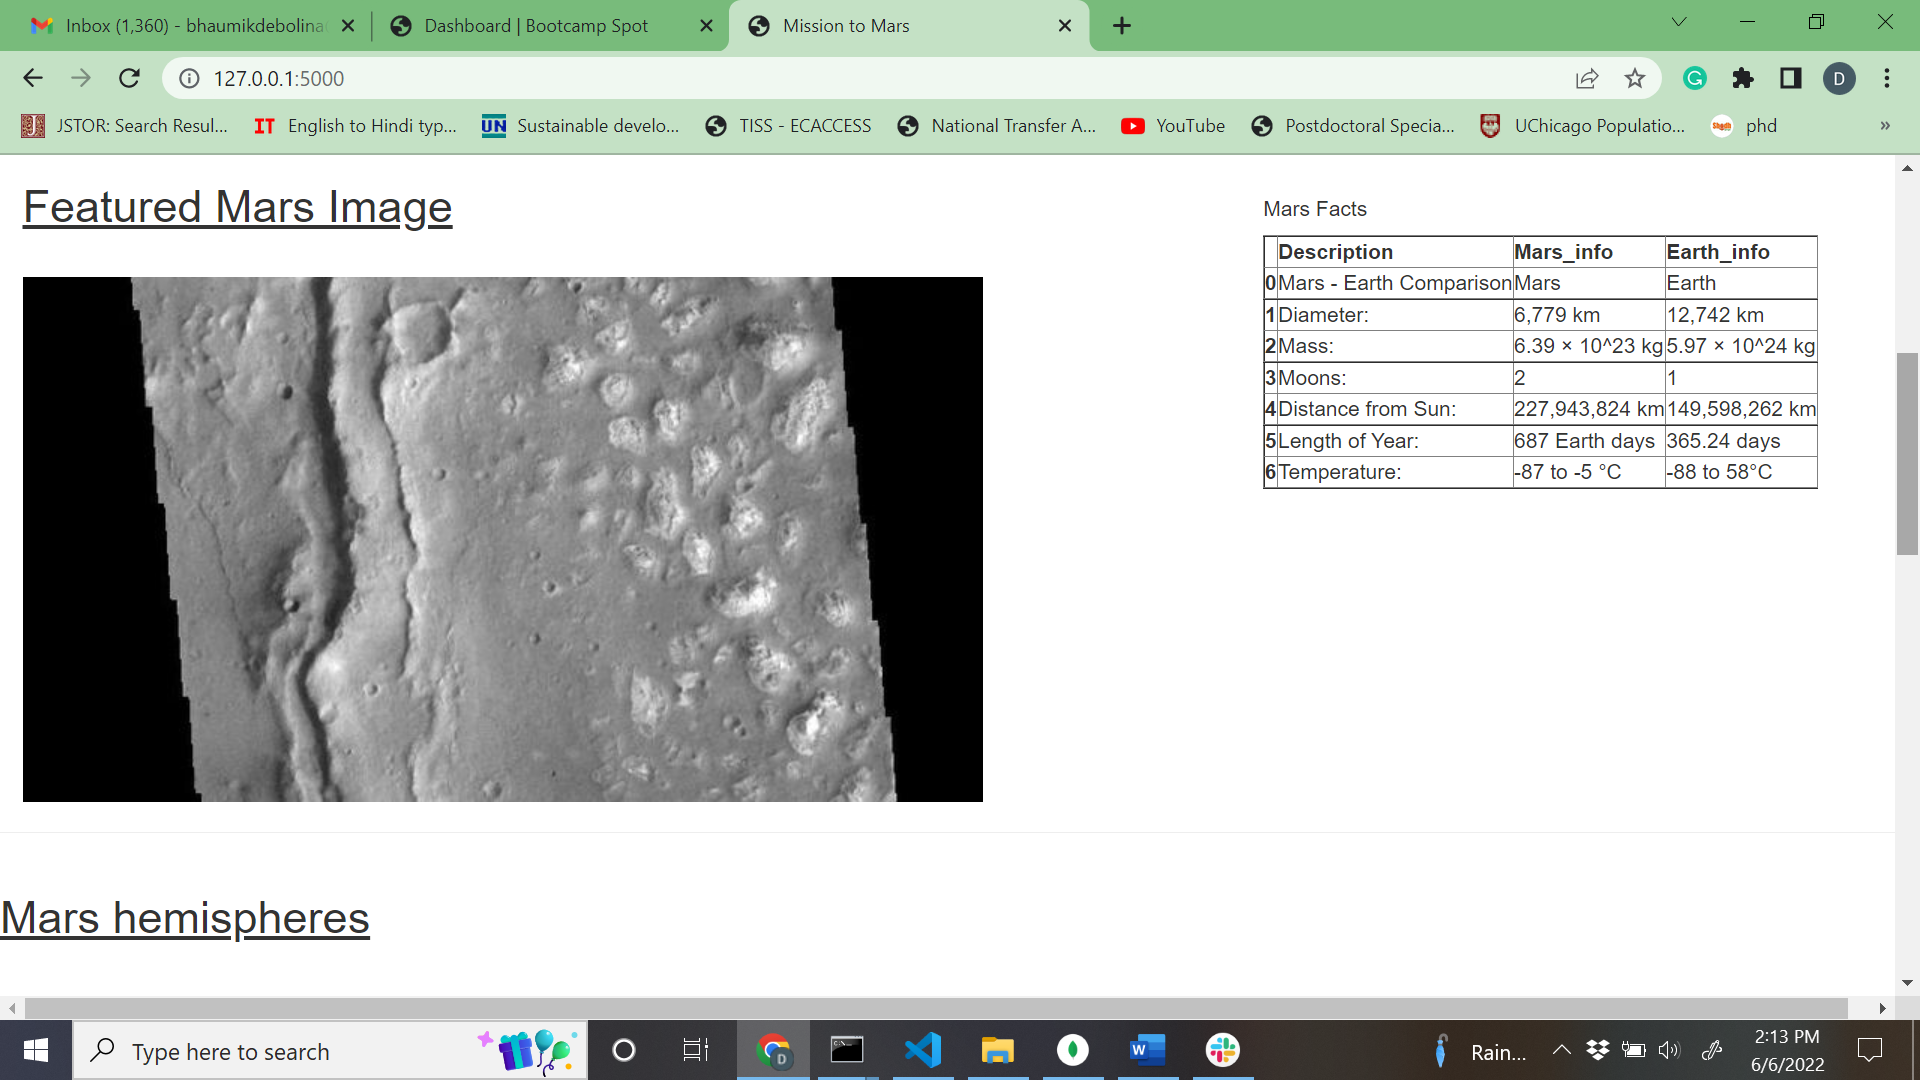 Inbox (1,360) - bhaumikdebolina
Dashboard | Bootcamp Spot
Mission to Mars
127.0.0.1:5000
D
JSTOR: Search Resul...
IT English to Hindi typ...
UN Sustainable develo...
TISS - ECACCESS
National Transfer A...
YouTube
Postdoctoral Specia...
UChicago Populatio...
phd
»
Featured Mars Image
Mars Facts
Description Mars_info Earth_info
0 Mars - Earth Comparison Mars Earth
1 Diameter: 6,779 km 12,742 km
2 Mass: 6.39 × 10^23 kg 5.97 × 10^24 kg
3 Moons: 2 1
4 Distance from Sun: 227,943,824 km 149,598,262 km
5 Length of Year: 687 Earth days 365.24 days
6 Temperature: -87 to -5 °C -88 to 58°C
Mars hemispheres
Type here to search
D
W
Rain...
2:13 PM
6/6/2022